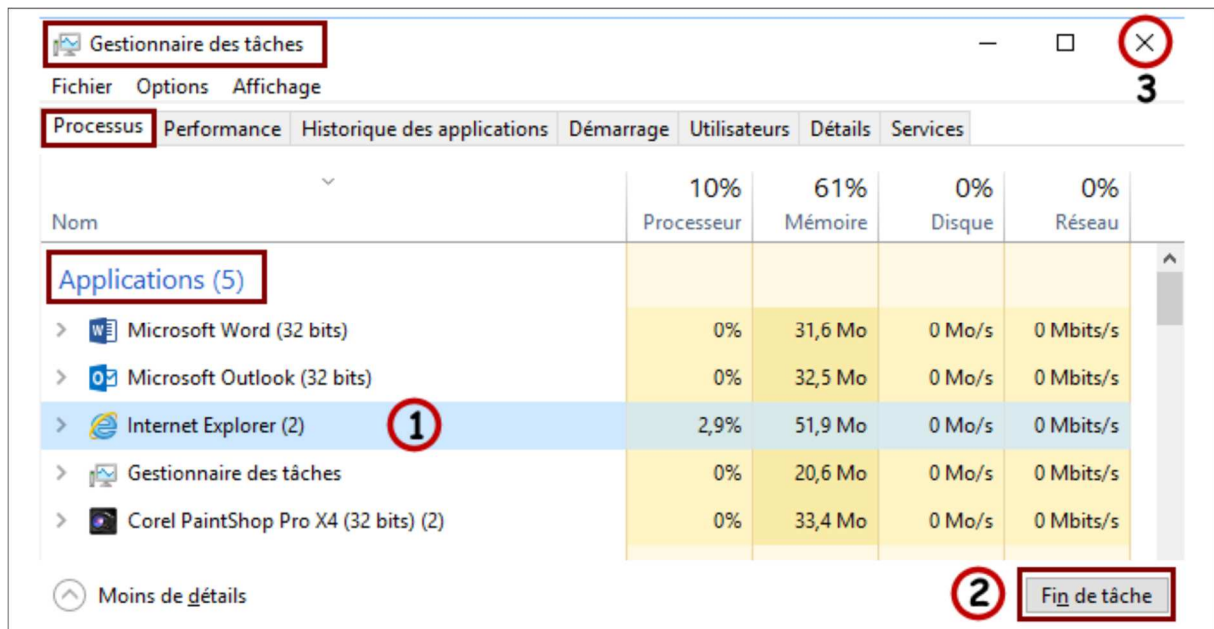 Gestionnaire des tâches
3
Fichier Options Affichage
Processus Performance Historique des applications Démarrage Utilisateurs Détails Services
10% 61% 0% 0%
Nom Processeur Mémoire Disque Réseau
Applications (5)
Microsoft Word (32 bits) 0% 31,6 Mo 0 Mo/s 0 Mbits/s
Microsoft Outlook (32 bits) 0% 32,5 Mo 0 Mo/s 0 Mbits/s
Internet Explorer (2) 1 2,9% 51,9 Mo 0 Mo/s 0 Mbits/s
Gestionnaire des tâches 0% 20,6 Mo 0 Mo/s 0 Mbits/s
Corel PaintShop Pro X4 (32 bits) (2) 0% 33,4 Mo 0 Mo/s 0 Mbits/s
Moins de détails 2 Fin de tâche